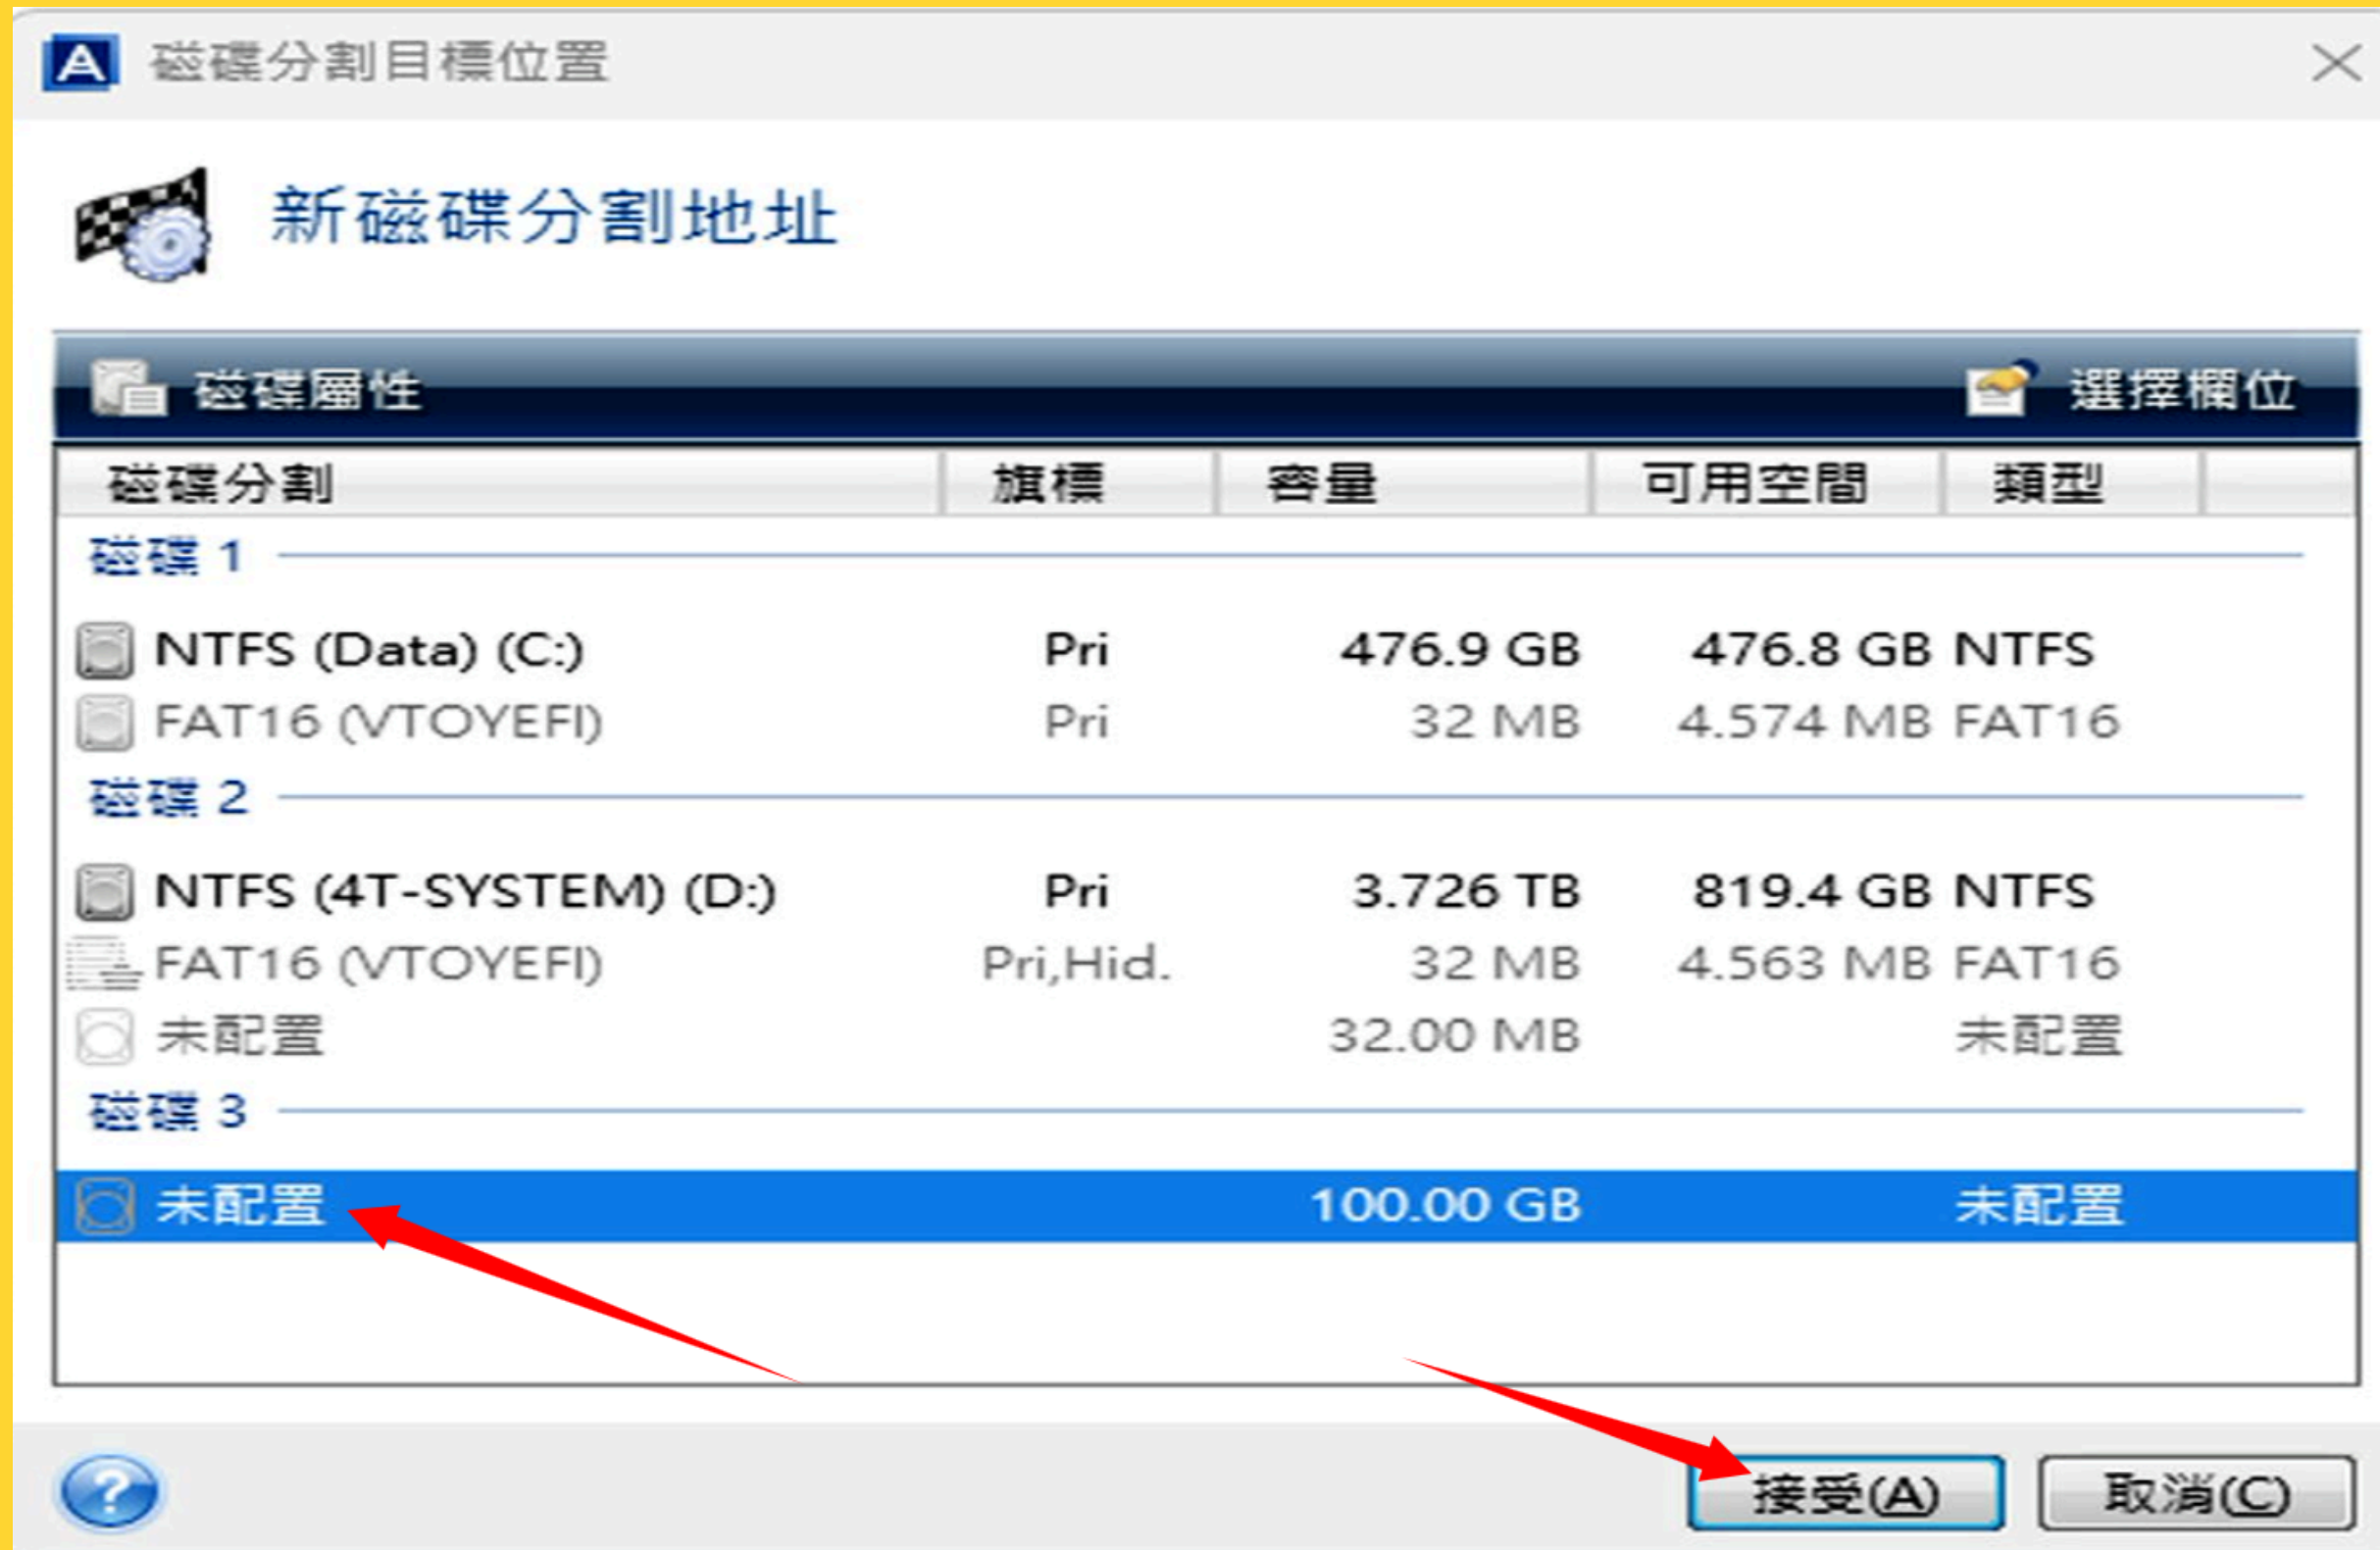 磁碟分割目標位置
新磁碟分割地址
磁碟屬性 選擇欄位
磁碟分割 旗標 容量 可用空間 類型
磁碟 1
NTFS (Data) (C:) Pri 476.9 GB 476.8 GB NTFS
FAT16 (VTOYEFI) Pri 32 MB 4.574 MB FAT16
磁碟 2
NTFS (4T-SYSTEM) (D:) Pri 3.726 TB 819.4 GB NTFS
FAT16 (VTOYEFI) Pri,Hid. 32 MB 4.563 MB FAT16
未配置 32.00 MB 未配置
磁碟 3
未配置 100.00 GB 未配置
接受(A) 取消(C)